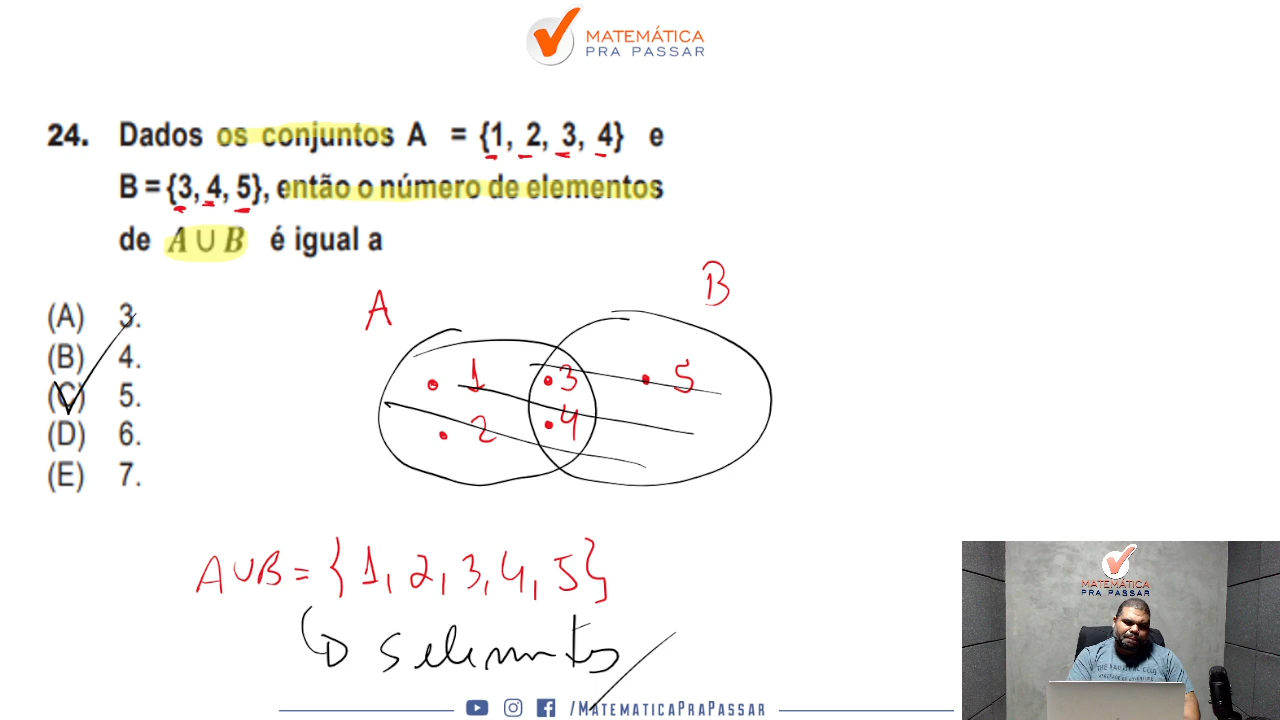 MATEMÁTICA
PRA PASSAR
24. Dados os conjuntos A = {1, 2, 3, 4} e
B = {3, 4, 5}, então o número de elementos
de A ∪ B é igual a
(A) 3.
(B) 4.
(C) 5.
(D) 6.
(E) 7.
A
B
1
3
5
2
4
A∪B = {1, 2, 3, 4, 5}
5 elementos
MATEMÁTICA
PRA PASSAR
/MATEMATICAPRAPASSAR